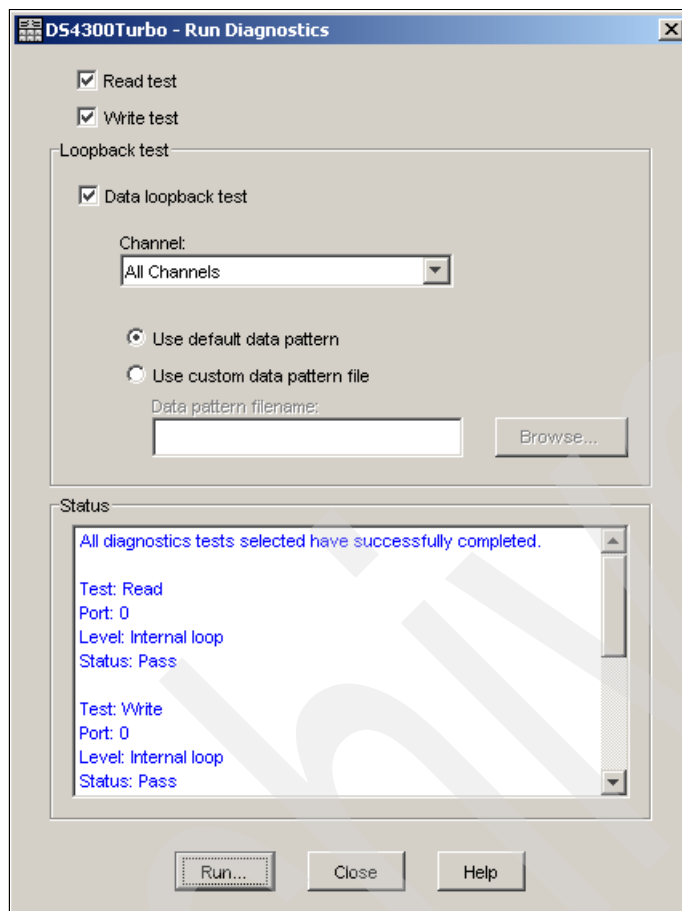 DS4300Turbo - Run Diagnostics
Read test
Write test
Loopback test
Data loopback test
Channel:
All Channels
Use default data pattern
Use custom data pattern file
Data pattern filename:
Browse...
Status
All diagnostics tests selected have successfully completed.
Test: Read
Port: 0
Level: Internal loop
Status: Pass
Test: Write
Port: 0
Level: Internal loop
Status: Pass
Run...
Close
Help